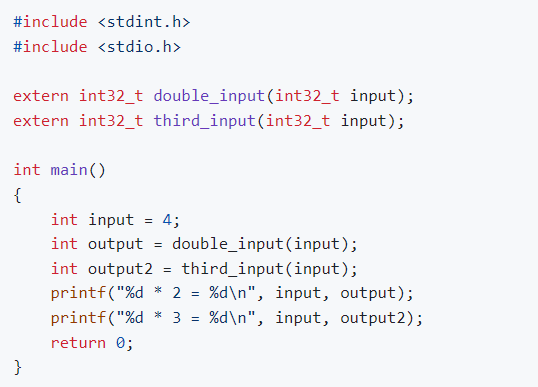 #include <stdint.h>
#include <stdio.h>

extern int32_t double_input(int32_t input);
extern int32_t third_input(int32_t input);

int main()
{
    int input = 4;
    int output = double_input(input);
    int output2 = third_input(input);
    printf("%d * 2 = %d\n", input, output);
    printf("%d * 3 = %d\n", input, output2);
    return 0;
}